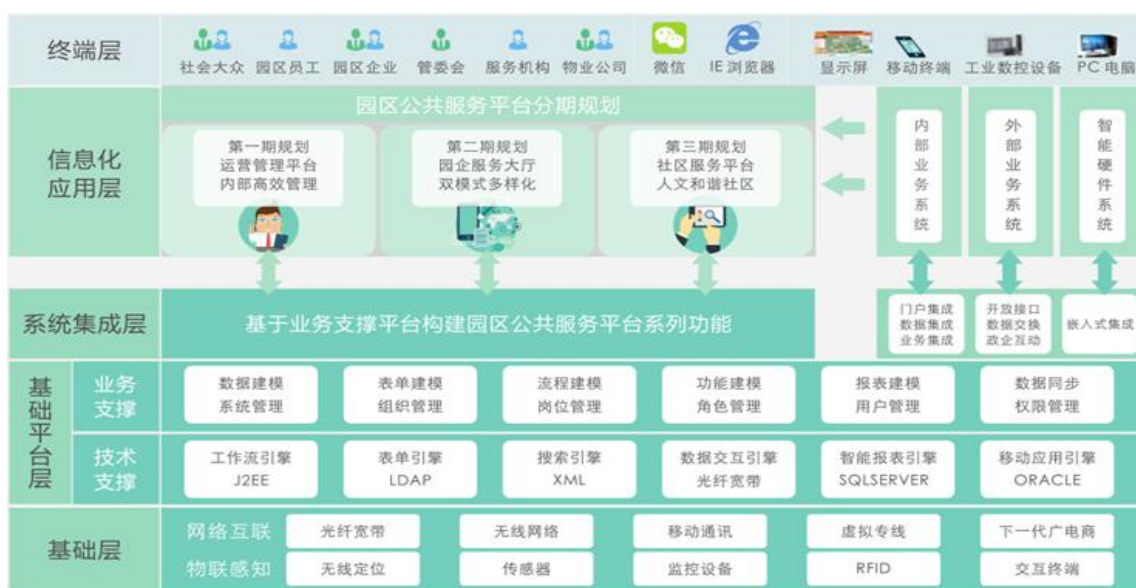 终端层
社会大众 园区员工 园区企业 管委会 服务机构 物业公司 微信 IE 浏览器 显示屏 移动终端 工业数控设备 PC 电脑
信息化
应用层
园区公共服务平台分期规划
第一期规划
运营管理平台
内部高效管理
第二期规划
园企服务大厅
双模式多样化
第三期规划
社区服务平台
人文和谐社区
内部业务系统
外部业务系统
智能硬件系统
系统集成层
基于业务支撑平台构建园区公共服务平台系列功能
门户集成
数据集成
业务集成
开放接口
数据交换
政企互动
嵌入式集成
基础平台层
业务
支撑
数据建模
系统管理
表单建模
组织管理
流程建模
岗位管理
功能建模
角色管理
报表建模
用户管理
数据同步
权限管理
技术
支撑
工作流引擎
J2EE
表单引擎
LDAP
搜索引擎
XML
数据交互引擎
光纤宽带
智能报表引擎
SQLSERVER
移动应用引擎
ORACLE
基础层
网络互联 光纤宽带 无线网络 移动通讯 虚拟专线 下一代广电商
物联感知 无线定位 传感器 监控设备 RFID 交互终端